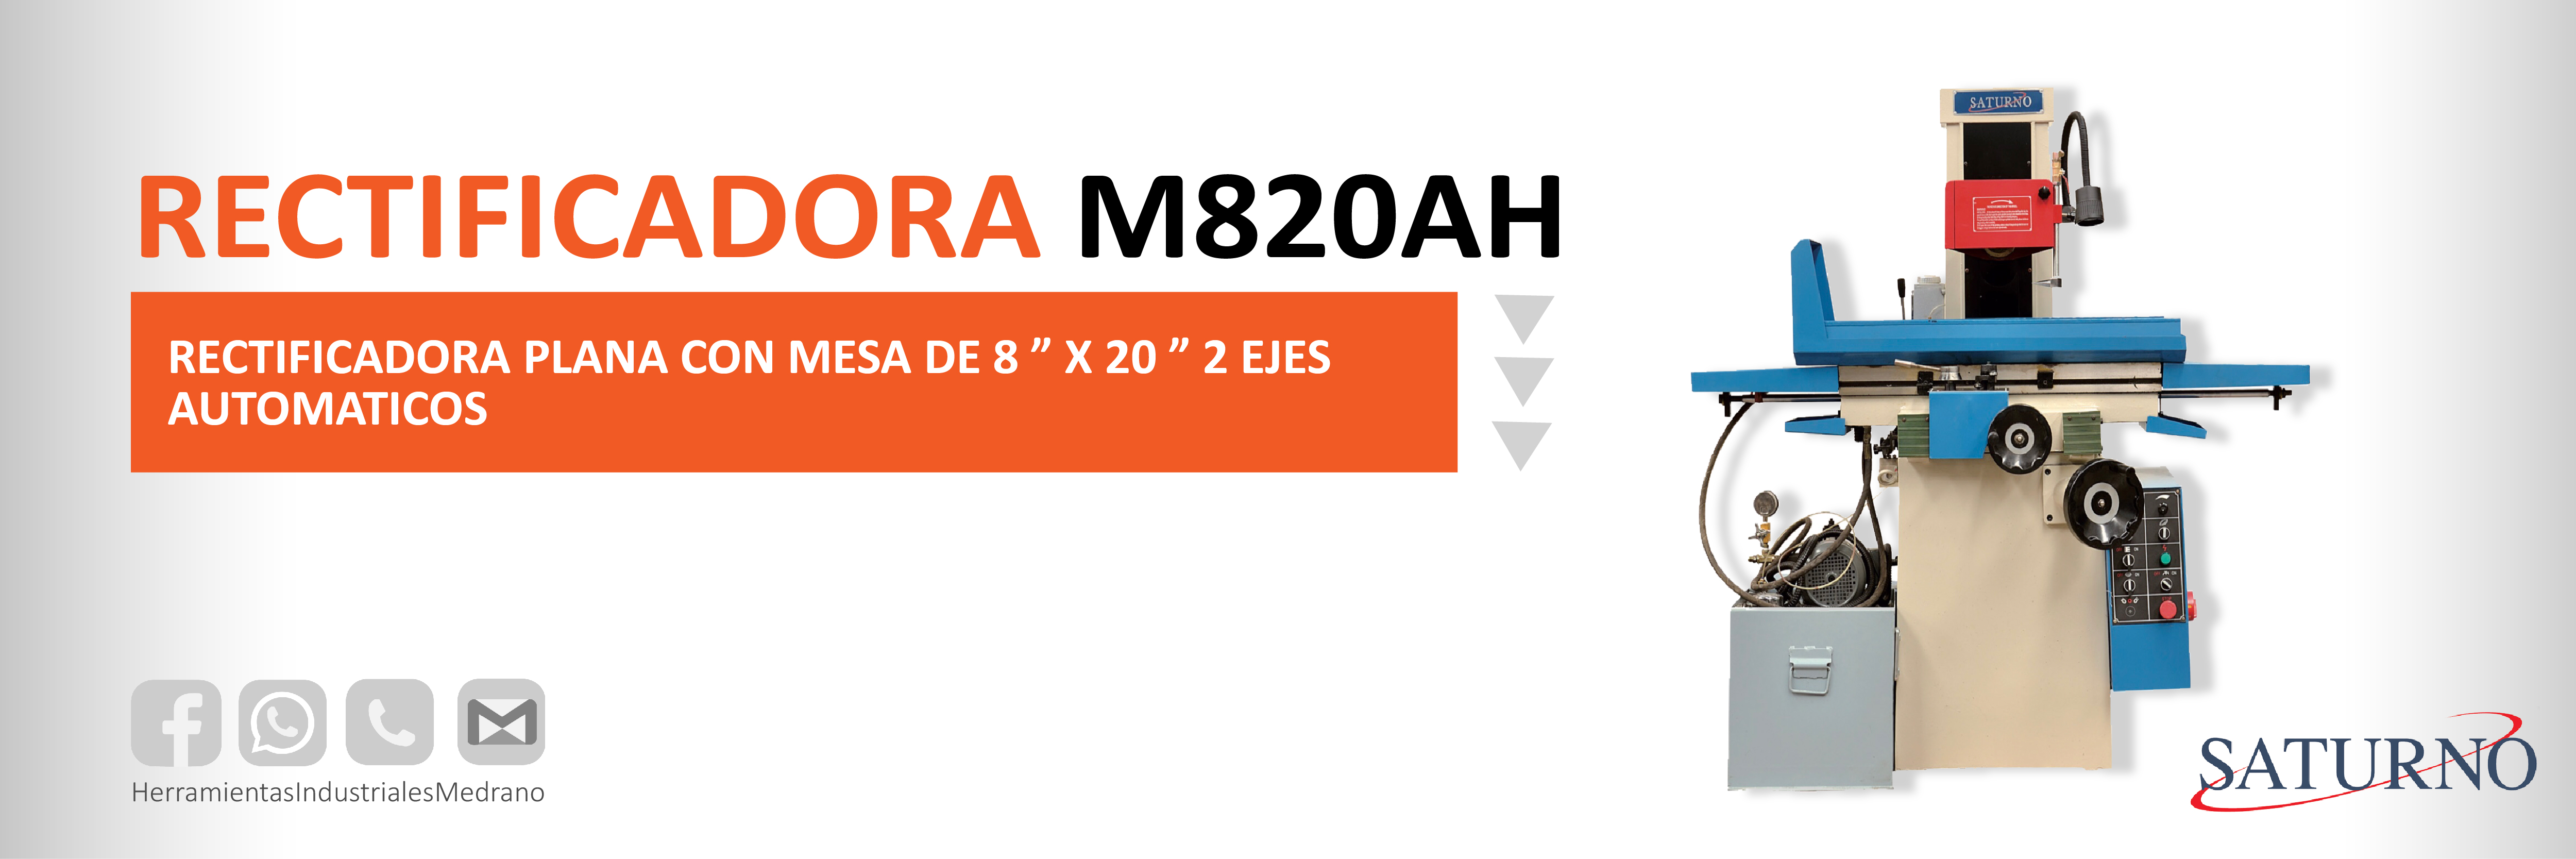 SATURNO
RECTIFICADORA M820AH
RECTIFICADORA PLANA CON MESA DE 8 ” X 20 ” 2 EJES
AUTOMATICOS
HerramientasIndustrialesMedrano
SATURNO